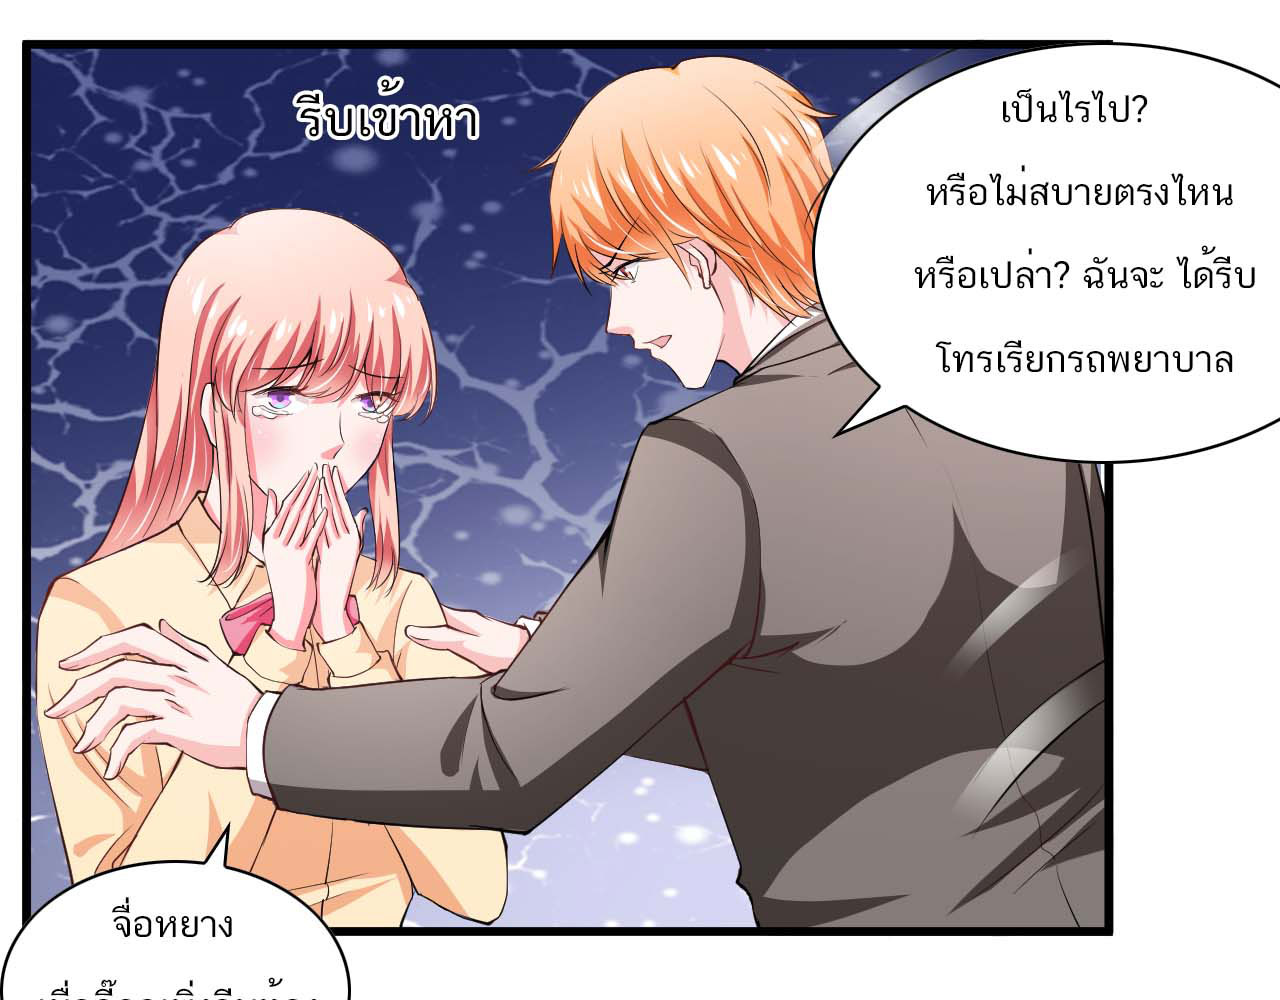 รีบเข้าหา
เป็นไรไป?
หรือไม่สบายตรงไหน
หรือเปล่า? ฉันจะ ได้รีบ
โทรเรียกรถพยาบาล
จื่อหยาง